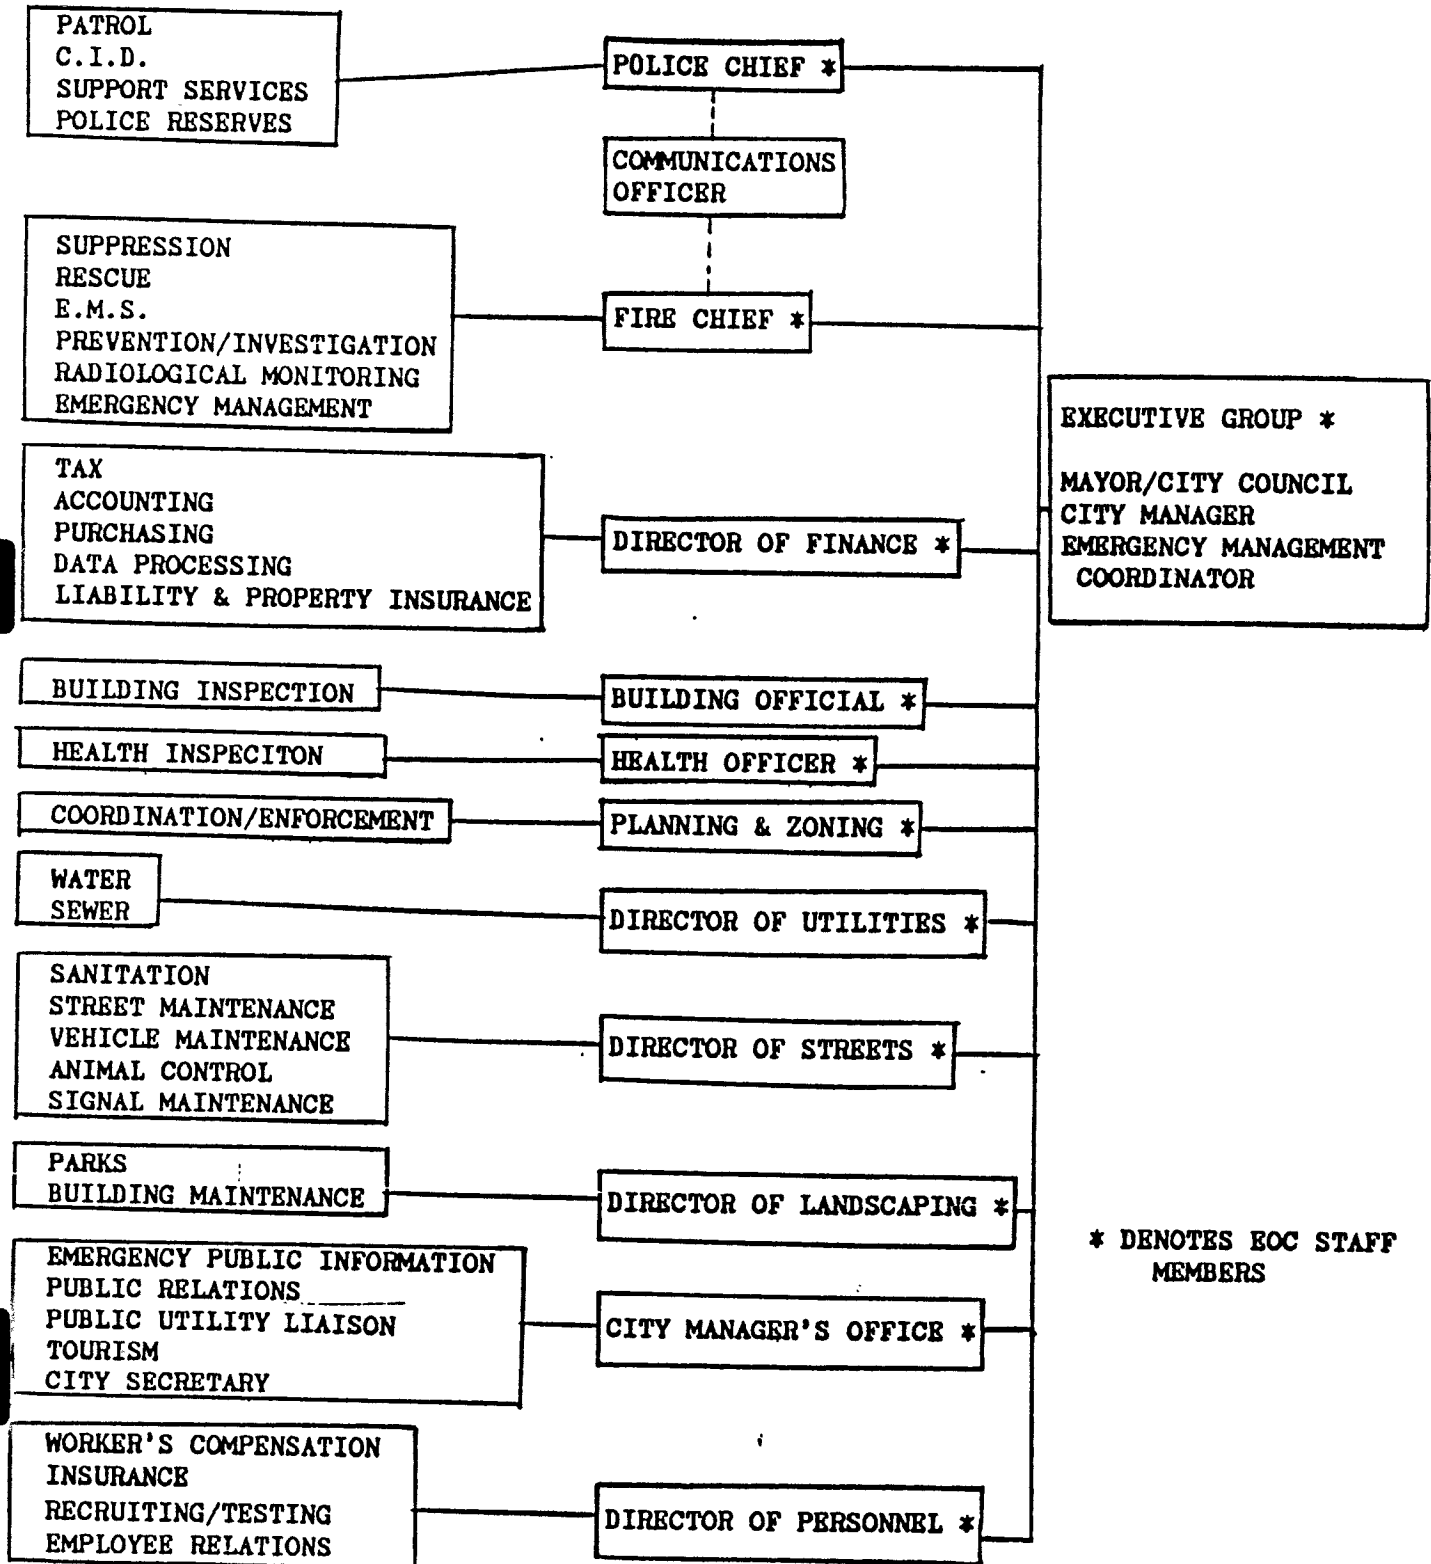 PATROL
C.I.D.
SUPPORT SERVICES
POLICE RESERVES
POLICE CHIEF *
COMMUNICATIONS
OFFICER
SUPPRESSION
RESCUE
E.M.S.
PREVENTION/INVESTIGATION
RADIOLOGICAL MONITORING
EMERGENCY MANAGEMENT
FIRE CHIEF *
EXECUTIVE GROUP *
MAYOR/CITY COUNCIL
CITY MANAGER
EMERGENCY MANAGEMENT
COORDINATOR
TAX
ACCOUNTING
PURCHASING
DATA PROCESSING
LIABILITY & PROPERTY INSURANCE
DIRECTOR OF FINANCE *
BUILDING INSPECTION
BUILDING OFFICIAL *
HEALTH INSPECITON
HEALTH OFFICER *
COORDINATION/ENFORCEMENT
PLANNING & ZONING *
WATER
SEWER
DIRECTOR OF UTILITIES *
SANITATION
STREET MAINTENANCE
VEHICLE MAINTENANCE
ANIMAL CONTROL
SIGNAL MAINTENANCE
DIRECTOR OF STREETS *
PARKS
BUILDING MAINTENANCE
DIRECTOR OF LANDSCAPING *
* DENOTES EOC STAFF
MEMBERS
EMERGENCY PUBLIC INFORMATION
PUBLIC RELATIONS
PUBLIC UTILITY LIAISON
TOURISM
CITY SECRETARY
CITY MANAGER'S OFFICE *
WORKER'S COMPENSATION
INSURANCE
RECRUITING/TESTING
EMPLOYEE RELATIONS
DIRECTOR OF PERSONNEL *